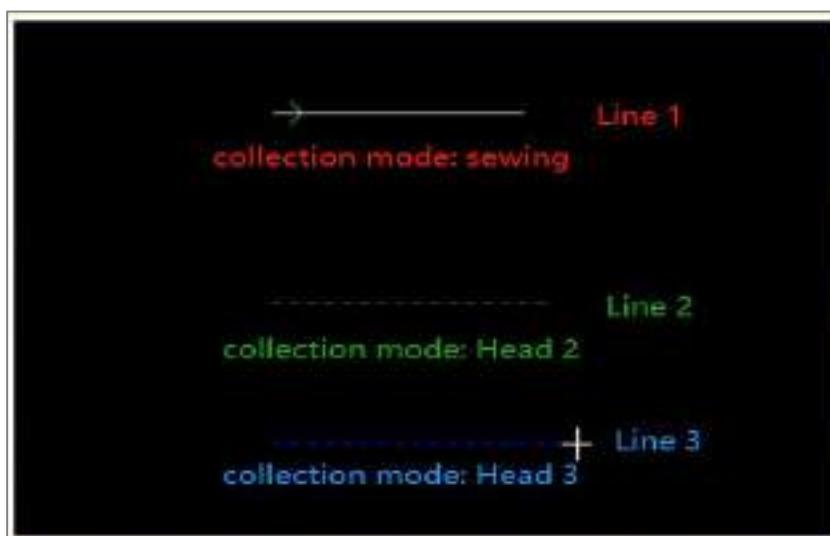 Line 1
collection mode: sewing
Line 2
collection mode: Head 2
Line 3
collection mode: Head 3